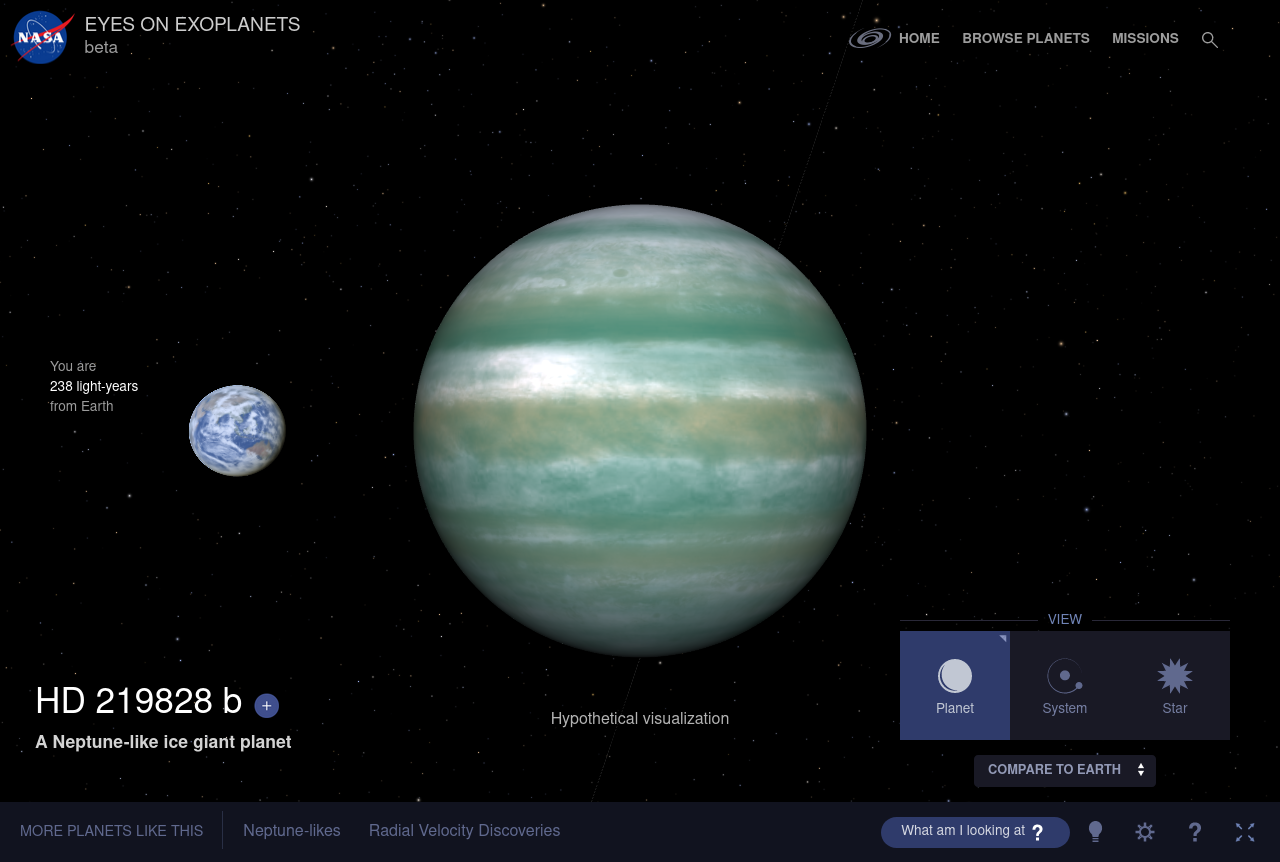 NASA
EYES ON EXOPLANETS
beta
HOME
BROWSE PLANETS
MISSIONS
You are
238 light-years
from Earth
HD 219828 b +
A Neptune-like ice giant planet
Hypothetical visualization
VIEW
Planet
System
Star
COMPARE TO EARTH
MORE PLANETS LIKE THIS
Neptune-likes
Radial Velocity Discoveries
What am I looking at ?
?